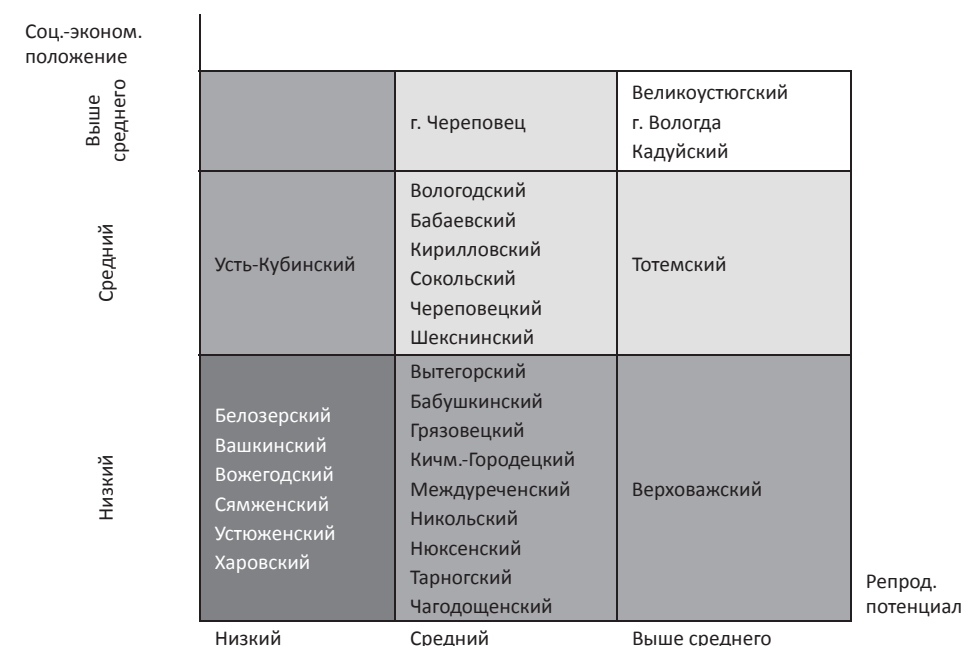 Соц.-эконом.
положение
Выше
среднего
г. Череповец
Великоустюгский
г. Вологда
Кадуйский
Средний
Усть-Кубинский
Вологодский
Бабаевский
Кирилловский
Сокольский
Череповецкий
Шекснинский
Тотемский
Низкий
Белозерский
Вашкинский
Вожегодский
Сямженский
Устюженский
Харовский
Вытегорский
Бабушкинский
Грязовецкий
Кичм.-Городецкий
Междуреченский
Никольский
Нюксенский
Тарногский
Чагодощенский
Верховажский
Репрод.
потенциал
Низкий
Средний
Выше среднего